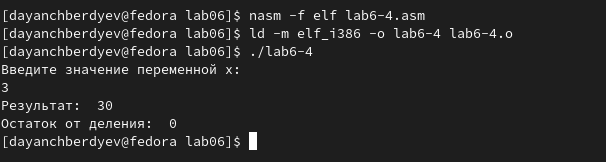 [dayanchberdyev@fedora lab06]$ nasm -f elf lab6-4.asm
[dayanchberdyev@fedora lab06]$ ld -m elf_i386 -o lab6-4 lab6-4.o
[dayanchberdyev@fedora lab06]$ ./lab6-4
Введите значение переменной x:
3
Результат:  30
Остаток от деления:  0
[dayanchberdyev@fedora lab06]$